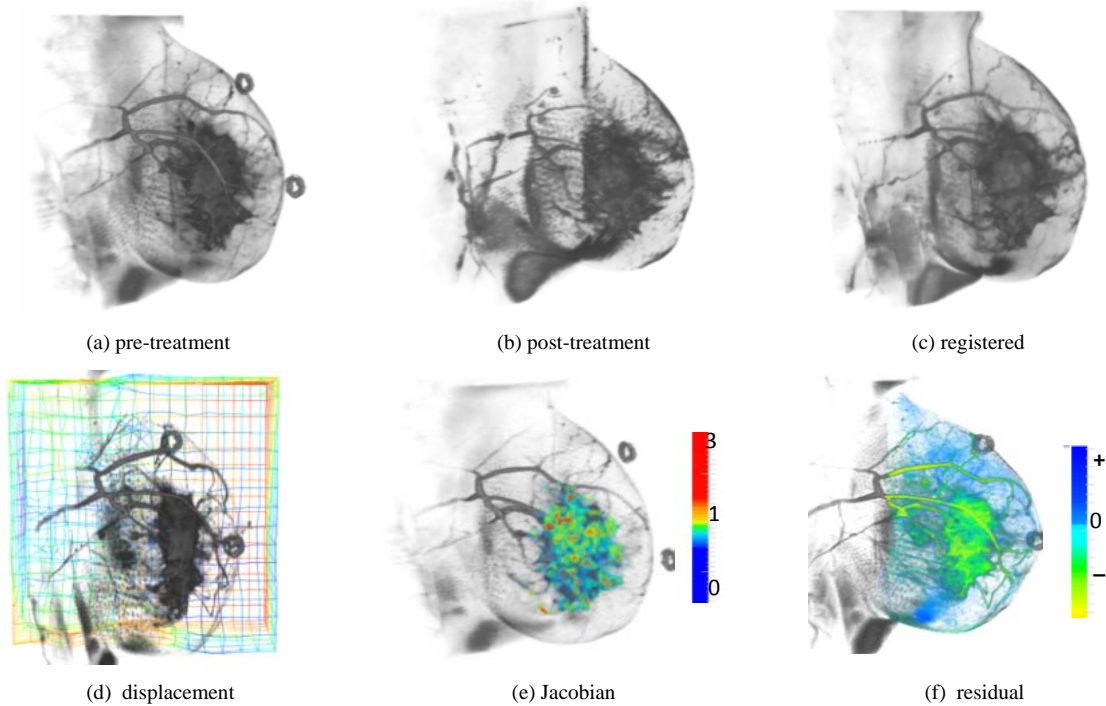 (a) pre-treatment
(b) post-treatment
(c) registered
3
1
0
+
0
−
(d) displacement
(e) Jacobian
(f) residual